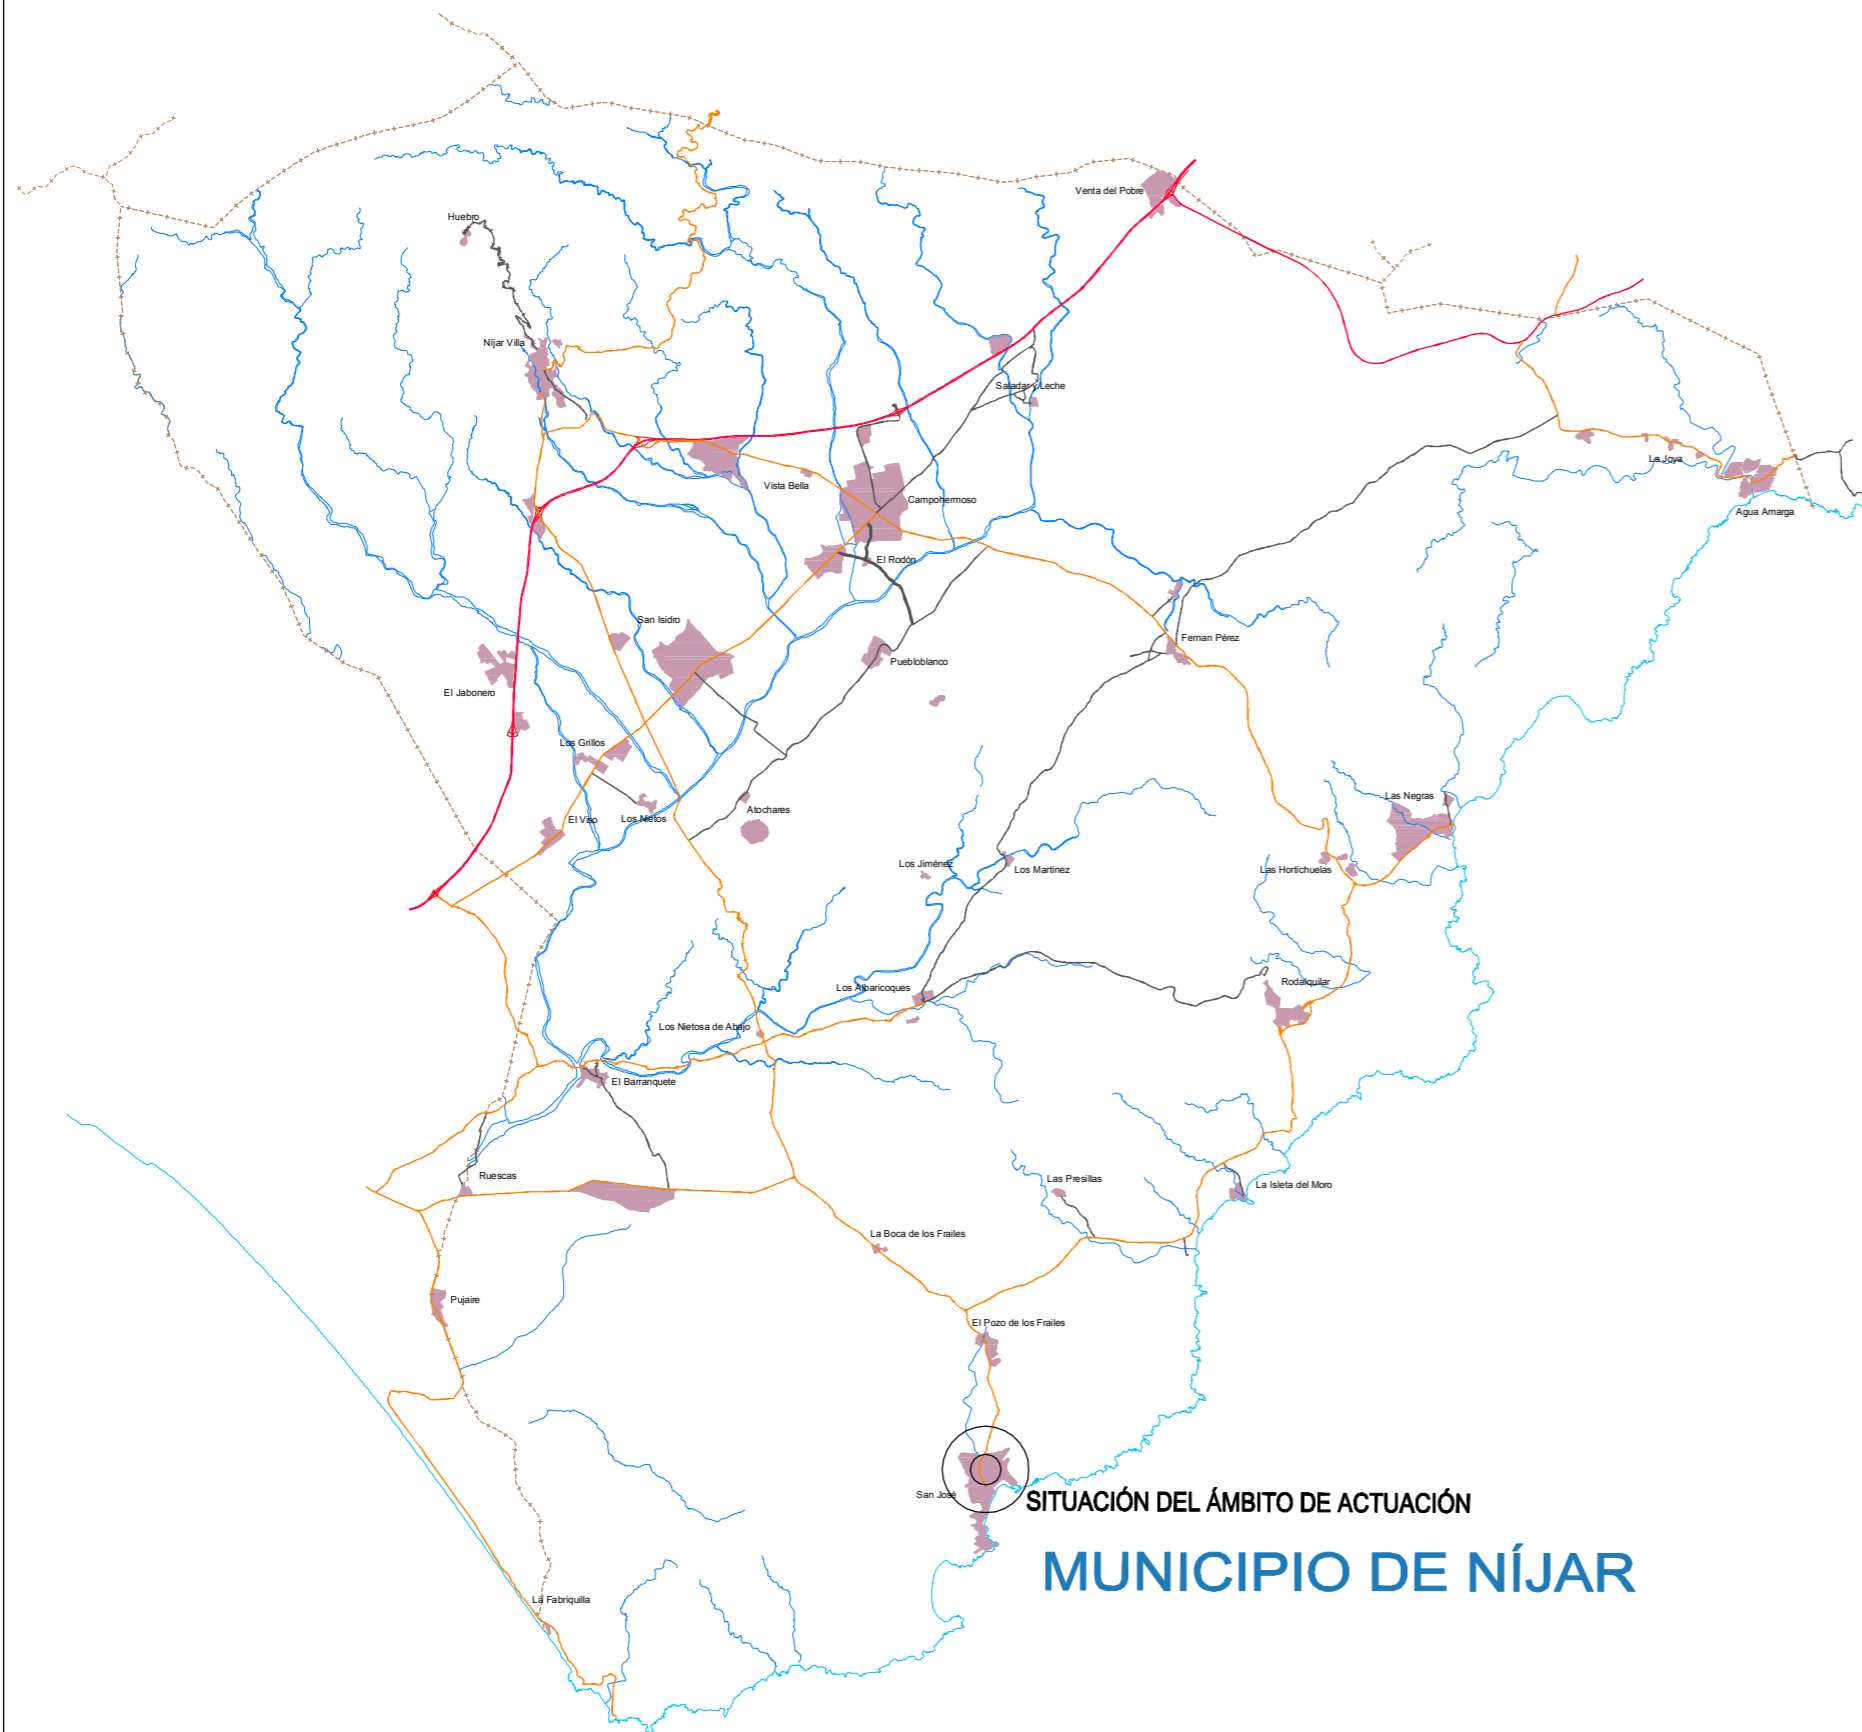 Venta del Pobre
Huebro
Níjar Villa
Saladar y Leche
La Joya
Vista Bella
Campohermoso
Agua Amarga
El Rodón
San Isidro
Fernan Pérez
Puebloblanco
El Jabonero
Los Grillos
Las Negras
Atochares
El Viso
Los Nietos
Los Jiménez
Los Martínez
Las Hortichuelas
Rodalquilar
Los Albaricoques
Los Nietosa de Abajo
El Barranquete
Ruescas
Las Presillas
La Isleta del Moro
La Boca de los Frailes
Pujaire
El Pozo de los Frailes
San José
SITUACIÓN DEL ÁMBITO DE ACTUACIÓN
MUNICIPIO DE NÍJAR
La Fabriquilla